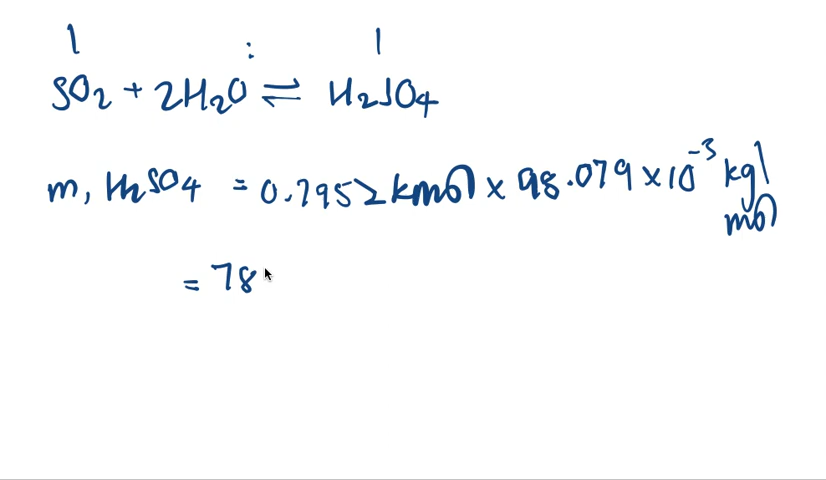 1 : 1
SO2 + 2H2O ⇌ H2SO4
m, H2SO4 = 0.7952 kmol × 98.079 × 10⁻³ kg/mol
= 78